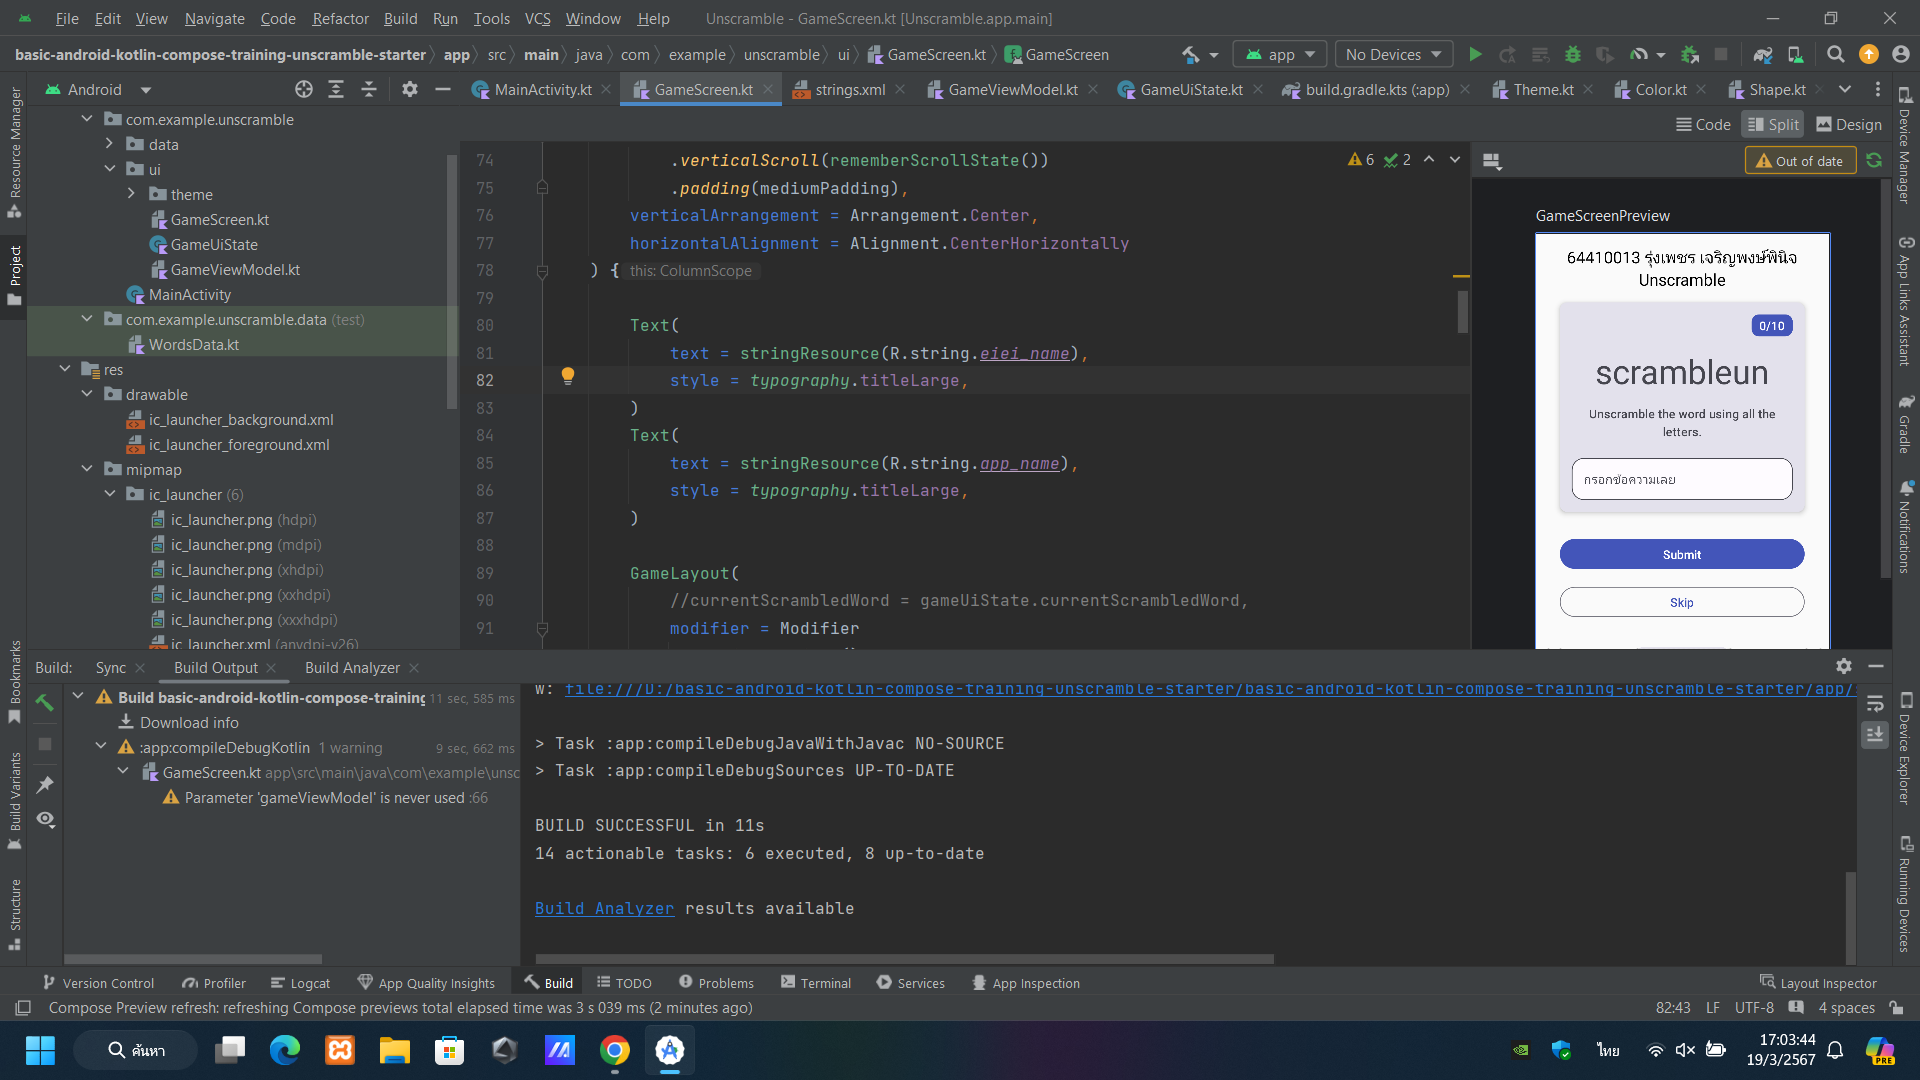 File Edit View Navigate Code Refactor Build Run Tools VCS Window Help Unscramble - GameScreen.kt [Unscramble.app.main]
basic-android-kotlin-compose-training-unscramble-starter app src main java com example unscramble ui GameScreen.kt GameScreen app No Devices
Android MainActivity.kt GameScreen.kt strings.xml GameViewModel.kt GameUiState.kt build.gradle.kts (:app) Theme.kt Color.kt Shape.kt
Code Split Design
Resource Manager
Project
Bookmarks
Build Variants
Structure
com.example.unscramble
data
ui
theme
GameScreen.kt
GameUiState
GameViewModel.kt
MainActivity
com.example.unscramble.data (test)
WordsData.kt
res
drawable
ic_launcher_background.xml
ic_launcher_foreground.xml
mipmap
ic_launcher (6)
ic_launcher.png (hdpi)
ic_launcher.png (mdpi)
ic_launcher.png (xhdpi)
ic_launcher.png (xxhdpi)
ic_launcher.png (xxxhdpi)
ic_launcher.xml (anydpi-v26)
6 2
74 .verticalScroll(rememberScrollState())
75 .padding(mediumPadding),
76 verticalArrangement = Arrangement.Center,
77 horizontalAlignment = Alignment.CenterHorizontally
78 ) { this: ColumnScope
79
80 Text(
81 text = stringResource(R.string.eiei_name),
82 style = typography.titleLarge,
83 )
84 Text(
85 text = stringResource(R.string.app_name),
86 style = typography.titleLarge,
87 )
88
89 GameLayout(
90 //currentScrambledWord = gameUiState.currentScrambledWord,
91 modifier = Modifier
Out of date
GameScreenPreview
64410013 รุ่งเพชร เจริญพงษ์พินิจ
Unscramble
0/10
scrambleun
Unscramble the word using all the
letters.
กรอกข้อความเลย
Submit
Skip
Device Manager
App Links Assistant
Gradle
Notifications
Device Explorer
Running Devices
Build: Sync Build Output Build Analyzer
Build basic-android-kotlin-compose-training 11 sec, 585 ms
Download info
:app:compileDebugKotlin 1 warning 9 sec, 662 ms
GameScreen.kt app\src\main\java\com\example\unsc
Parameter 'gameViewModel' is never used :66
w: file:///D:/basic-android-kotlin-compose-training-unscramble-starter/basic-android-kotlin-compose-training-unscramble-starter/app/
> Task :app:compileDebugJavaWithJavac NO-SOURCE
> Task :app:compileDebugSources UP-TO-DATE
BUILD SUCCESSFUL in 11s
14 actionable tasks: 6 executed, 8 up-to-date
Build Analyzer results available
Version Control Profiler Logcat App Quality Insights Build TODO Problems Terminal Services App Inspection Layout Inspector
Compose Preview refresh: refreshing Compose previews total elapsed time was 3 s 039 ms (2 minutes ago) 82:43 LF UTF-8 4 spaces
ค้นหา
ไทย
17:03:44
19/3/2567
PRE